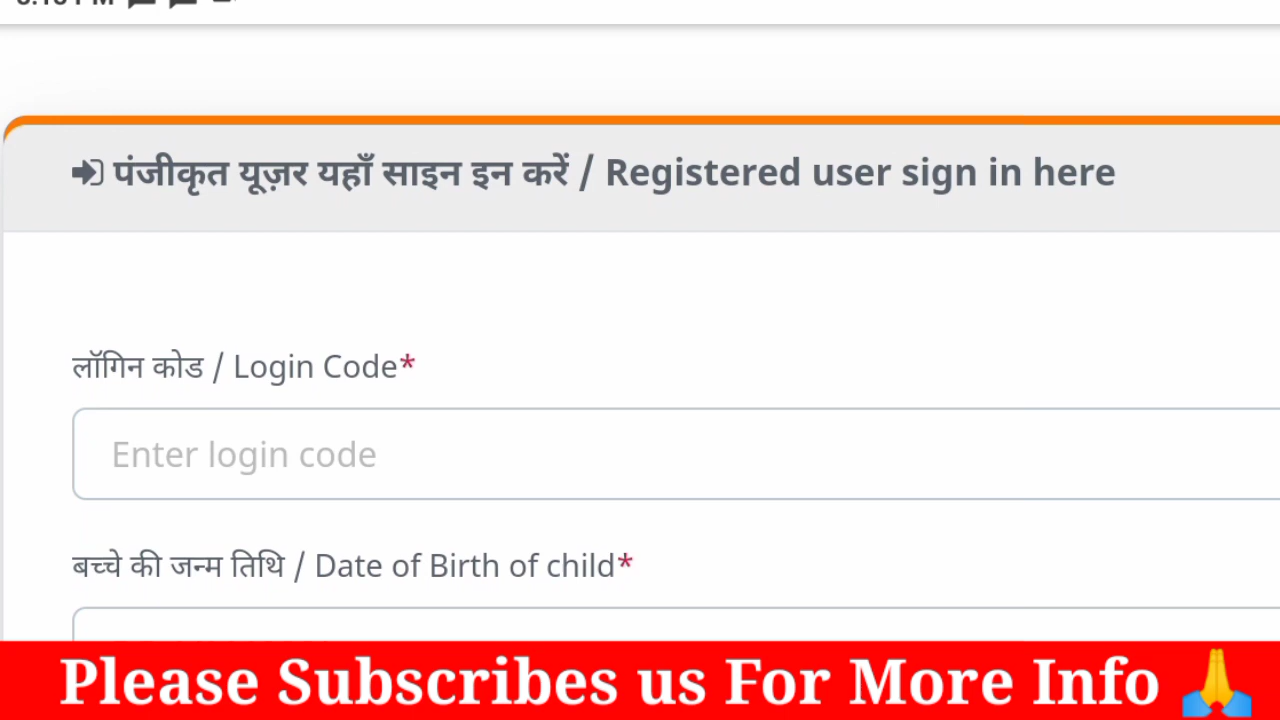 पंजीकृत यूज़र यहाँ साइन इन करें / Registered user sign in here
लॉगिन कोड / Login Code*
Enter login code
बच्चे की जन्म तिथि / Date of Birth of child*
Please Subscribes us For More Info 🙏